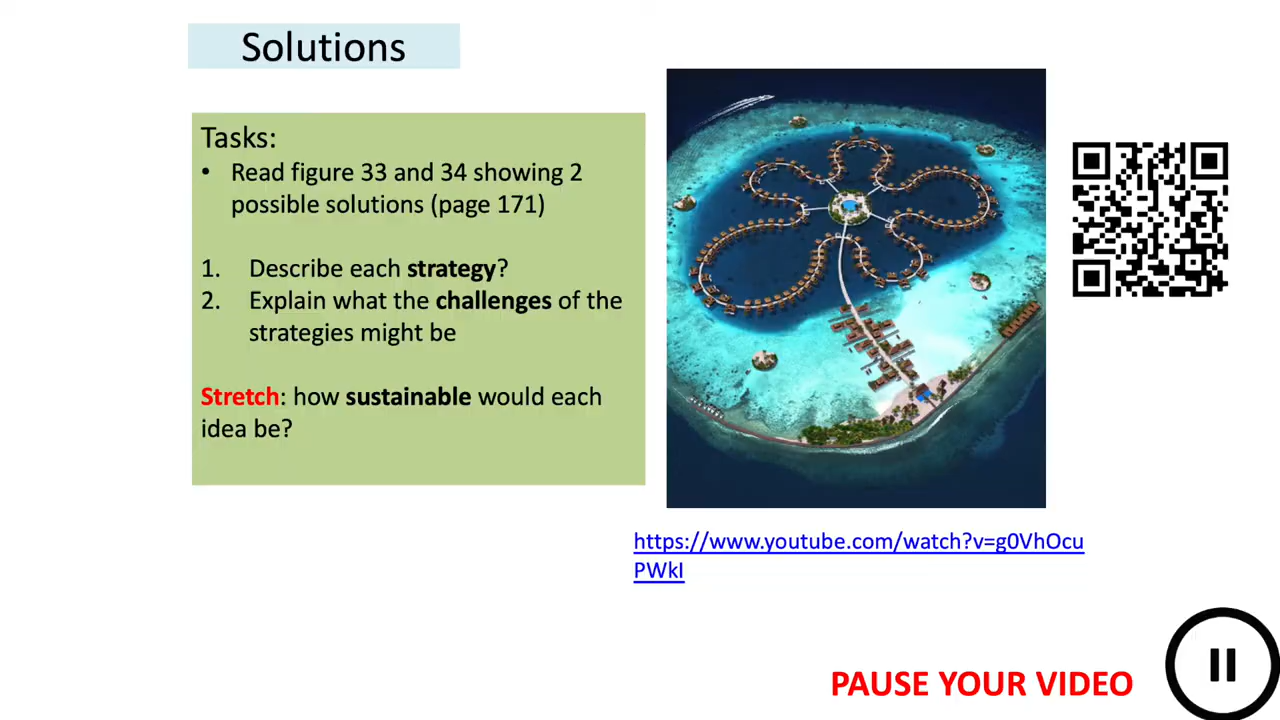 Solutions
Tasks:
• Read figure 33 and 34 showing 2
possible solutions (page 171)
1. Describe each strategy?
2. Explain what the challenges of the
strategies might be
Stretch: how sustainable would each
idea be?
https://www.youtube.com/watch?v=g0VhOcu
PWkI
PAUSE YOUR VIDEO